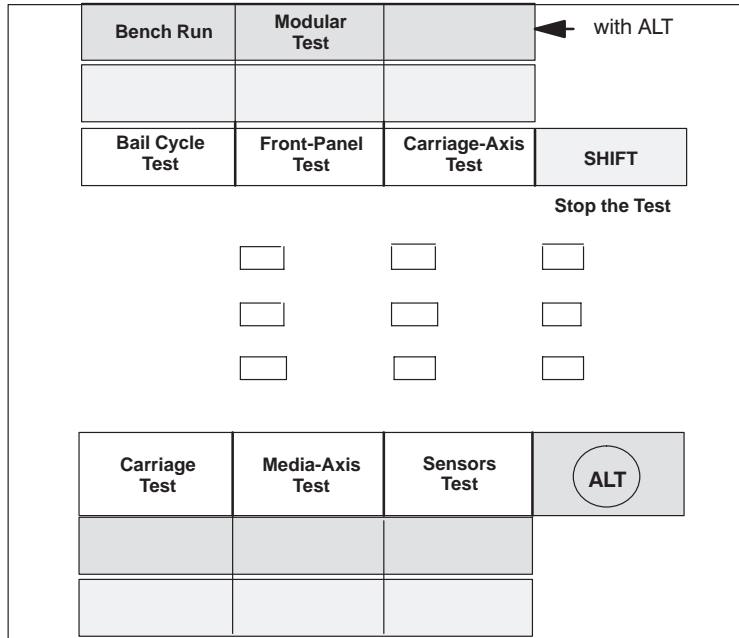 Bench Run
Modular
Test
with ALT
Bail Cycle
Test
Front-Panel
Test
Carriage-Axis
Test
SHIFT
Stop the Test
Carriage
Test
Media-Axis
Test
Sensors
Test
ALT